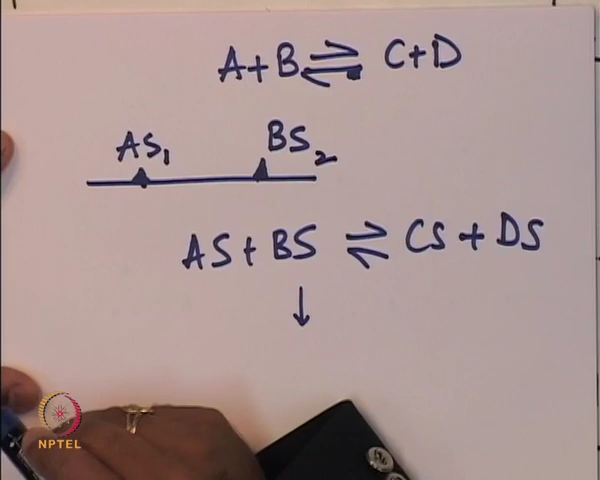 A+B ⇌ C+D
AS₁ BS₂
AS + BS ⇌ CS + DS
↓
NPTEL